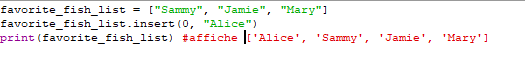 favorite_fish_list = ["Sammy", "Jamie", "Mary"]
favorite_fish_list.insert(0, "Alice")
print(favorite_fish_list) #affiche ['Alice', 'Sammy', 'Jamie', 'Mary']